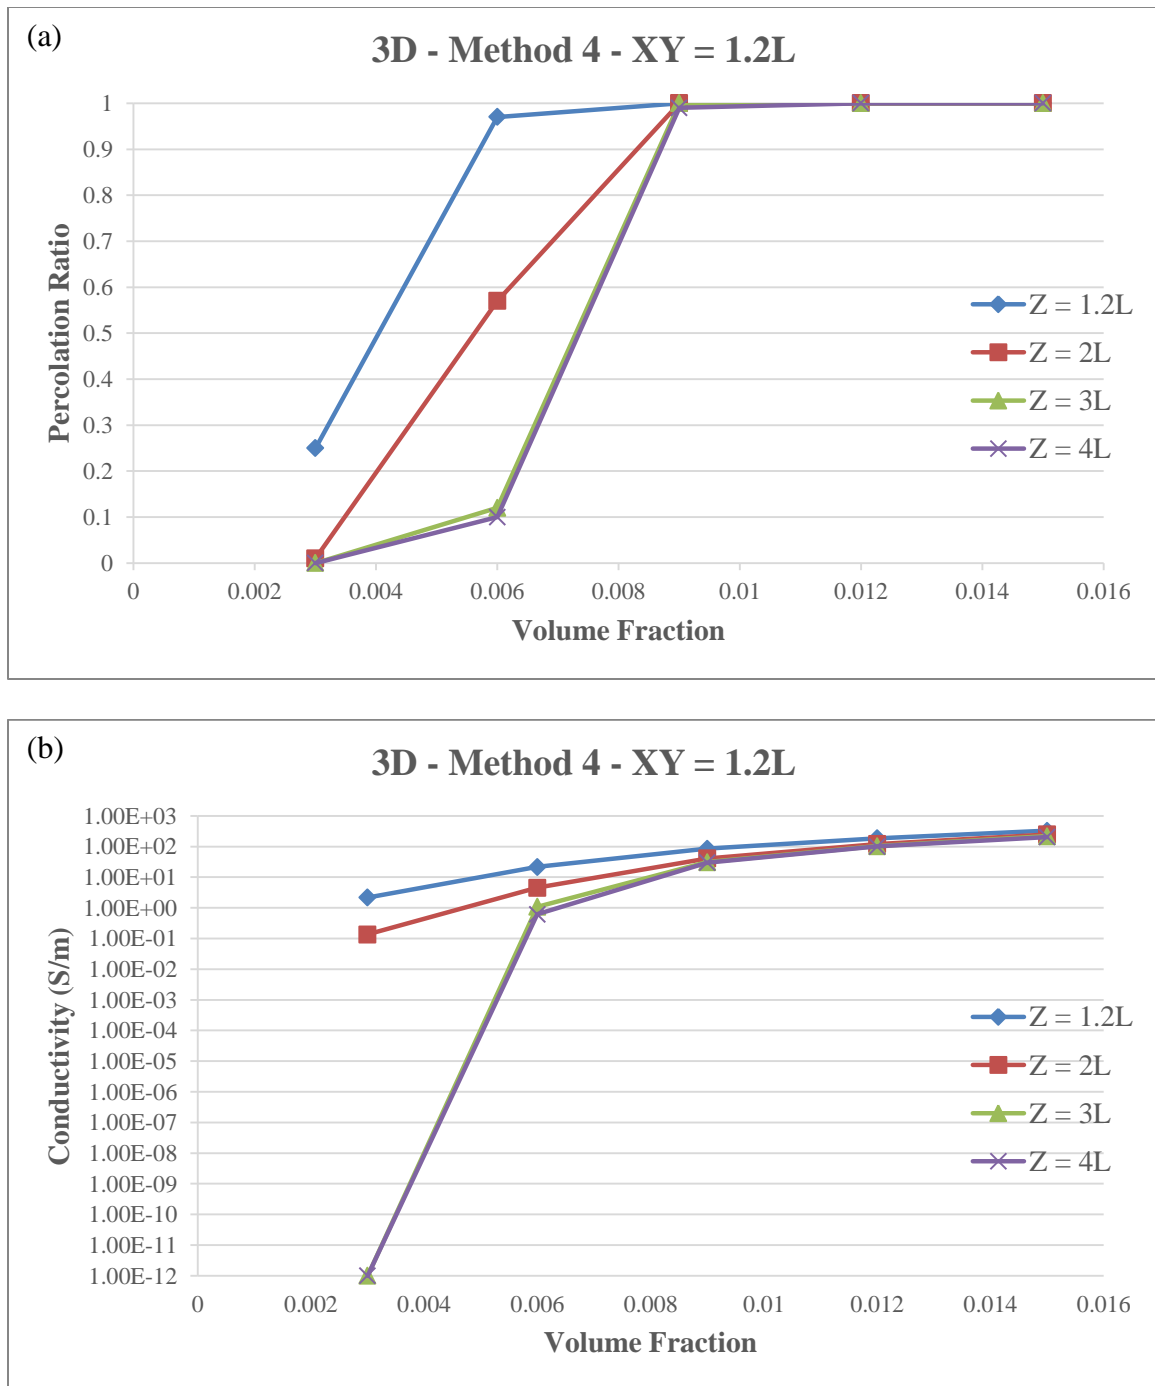 (a)
3D - Method 4 - XY = 1.2L
1
0.9
0.8
0.7
0.6
0.5
0.4
0.3
0.2
0.1
0
Percolation Ratio
0 0.002 0.004 0.006 0.008 0.01 0.012 0.014 0.016
Volume Fraction
Z = 1.2L
Z = 2L
Z = 3L
Z = 4L
(b)
3D - Method 4 - XY = 1.2L
1.00E+03
1.00E+02
1.00E+01
1.00E+00
1.00E-01
1.00E-02
1.00E-03
1.00E-04
1.00E-05
1.00E-06
1.00E-07
1.00E-08
1.00E-09
1.00E-10
1.00E-11
1.00E-12
Conductivity (S/m)
0 0.002 0.004 0.006 0.008 0.01 0.012 0.014 0.016
Volume Fraction
Z = 1.2L
Z = 2L
Z = 3L
Z = 4L